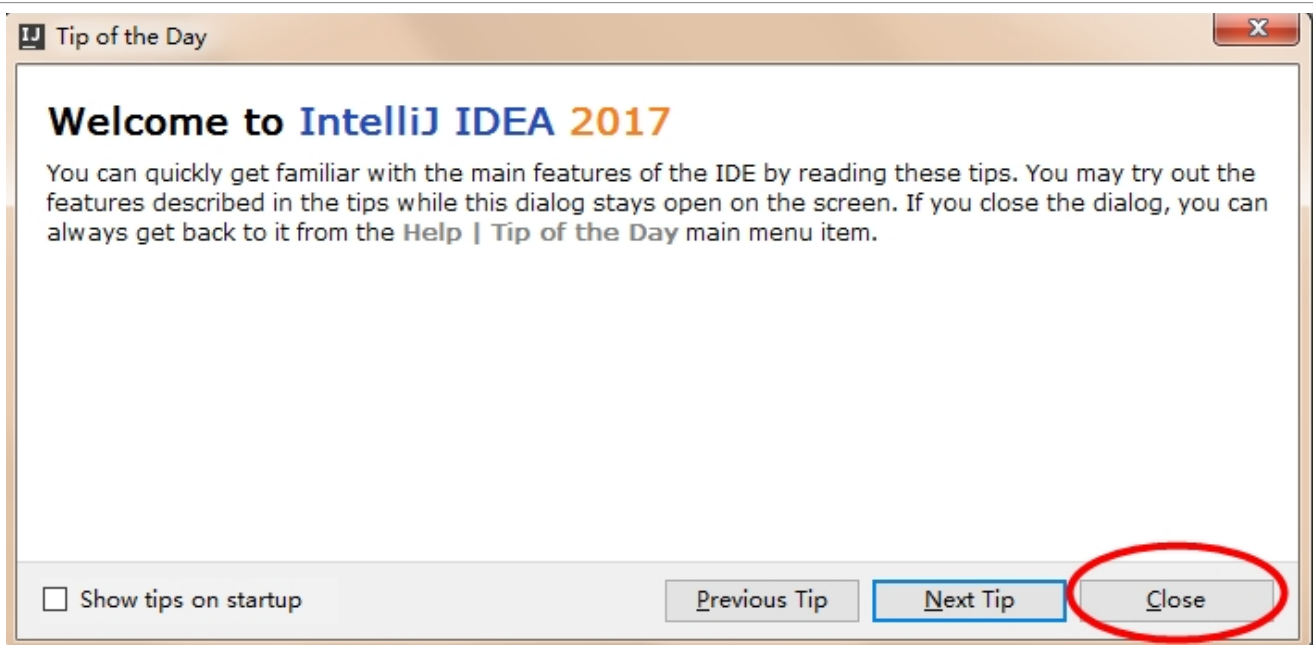 IJ Tip of the Day
x
Welcome to IntelliJ IDEA 2017
You can quickly get familiar with the main features of the IDE by reading these tips. You may try out the
features described in the tips while this dialog stays open on the screen. If you close the dialog, you can
always get back to it from the Help | Tip of the Day main menu item.
Show tips on startup Previous Tip Next Tip Close